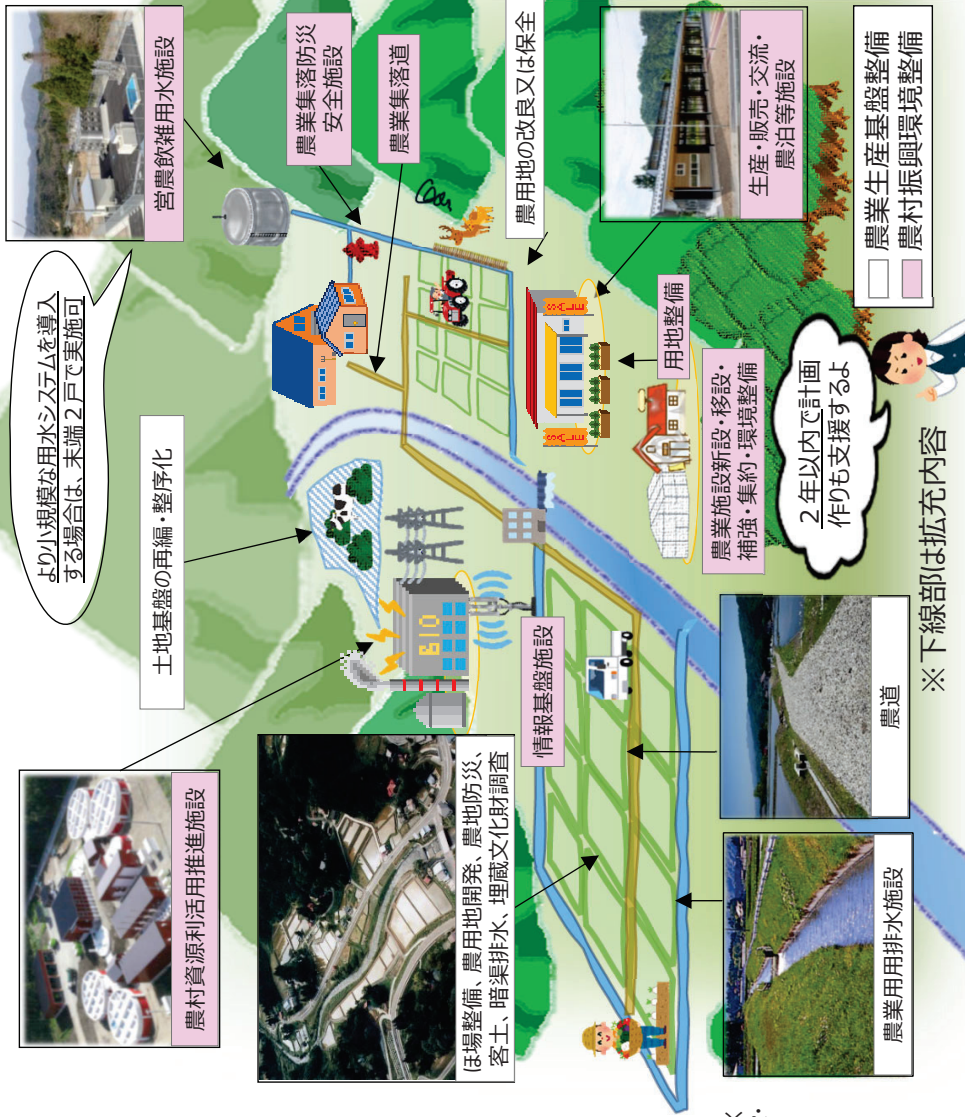 農村資源利活用推進施設
土地基盤の再編・整序化
より小規模な用水システムを導入
する場合は、末端２戸で実施可
営農飲雑用水施設
農業集落防災
安全施設
農業集落道
ほ場整備、農用地開発、農地防災、
客土、暗渠排水、埋蔵文化財調査
BIO
情報基盤施設
農用地の改良又は保全
用地整備
生産・販売・交流・
農泊等施設
農業施設新設・移設・
補強・集約・環境整備
２年以内で計画
作りも支援するよ
農業用用排水施設
農道
※下線部は拡充内容
農業生産基盤整備
農村振興環境整備